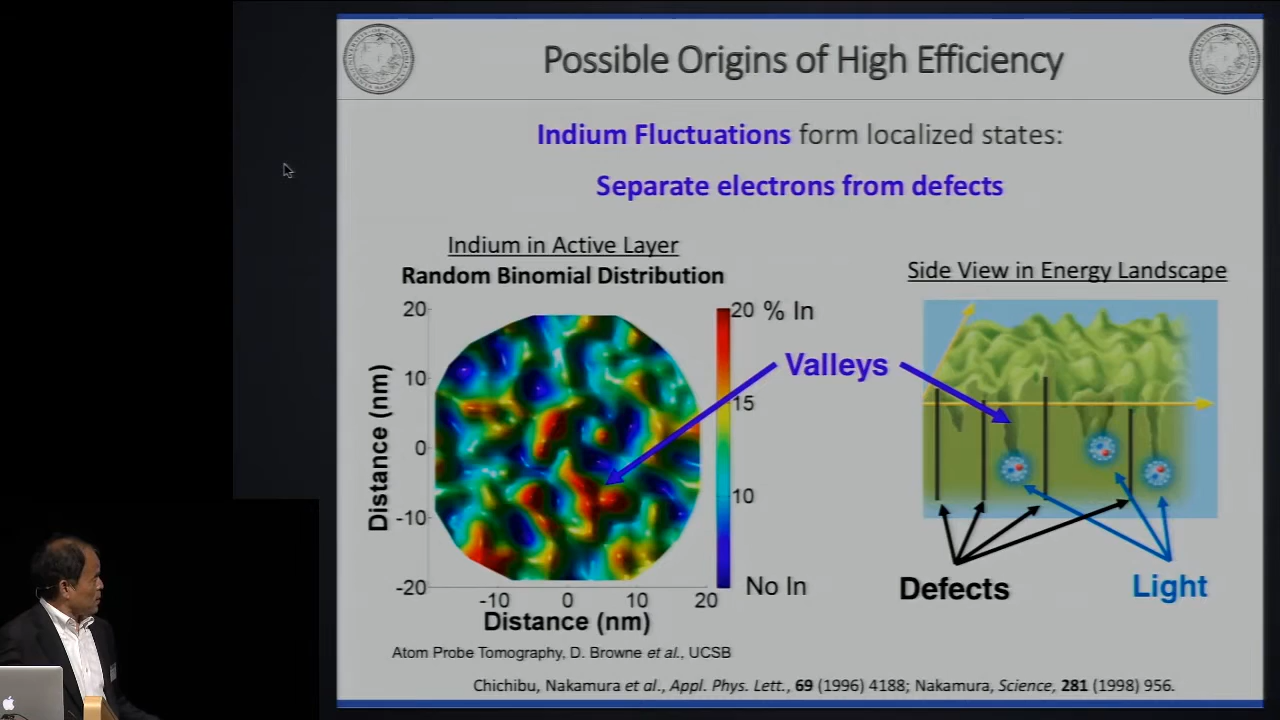 Possible Origins of High Efficiency
Indium Fluctuations form localized states:
Separate electrons from defects
Indium in Active Layer
Random Binomial Distribution
Side View in Energy Landscape
20
10
0
-10
-20
Distance (nm)
-10
0
10
20
Distance (nm)
20 % In
15
10
No In
Valleys
Defects
Light
Atom Probe Tomography, D. Browne et al., UCSB
Chichibu, Nakamura et al., Appl. Phys. Lett., 69 (1996) 4188; Nakamura, Science, 281 (1998) 956.